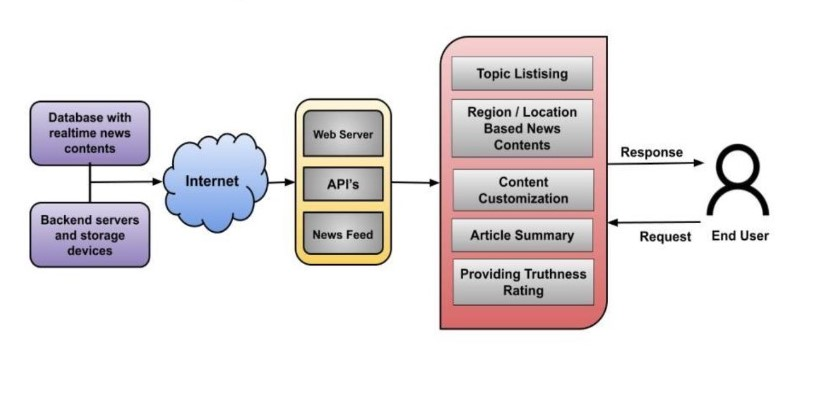 Database with
realtime news
contents
Backend servers
and storage
devices
Internet
Web Server
API's
News Feed
Topic Listising
Region / Location
Based News
Contents
Content
Customization
Article Summary
Providing Truthness
Rating
Response
Request
End User